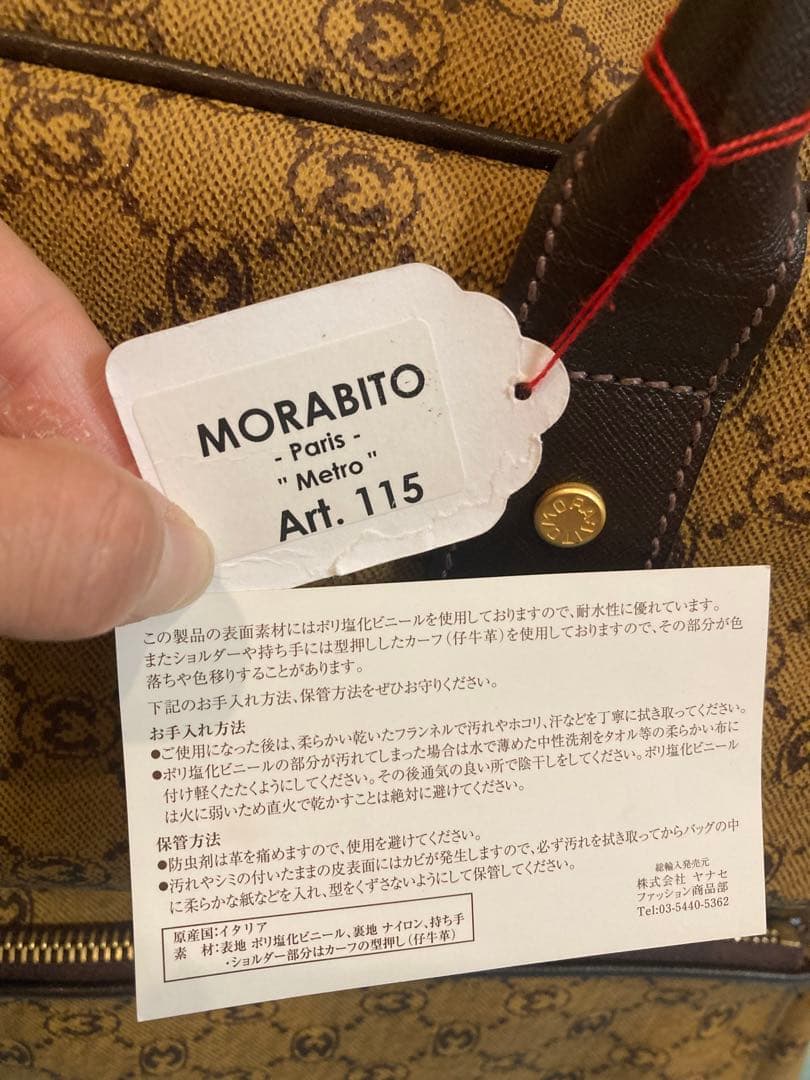 MORABITO
- Paris -
" Metro "
Art. 115
MORABITO
この製品の表面素材にはポリ塩化ビニールを使用しておりますので、耐水性に優れています。
またショルダーや持ち手には型押ししたカーフ(仔牛革)を使用しておりますので、その部分が色
落ちや色移りすることがあります。
下記のお手入れ方法、保管方法をぜひお守りください。
お手入れ方法
●ご使用になった後は、柔らかい乾いたフランネルで汚れやホコリ、汗などを丁寧に拭き取ってください。
●ポリ塩化ビニールの部分が汚れてしまった場合は水で薄めた中性洗剤をタオル等の柔らかい布に
付け軽くたたくようにしてください。その後通気の良い所で陰干しをしてください。ポリ塩化ビニール
は火に弱いため直火で乾かすことは絶対に避けてください。
保管方法
●防虫剤は革を痛めますので、使用を避けてください。
●汚れやシミの付いたままの皮表面にはカビが発生しますので、必ず汚れを拭き取ってからバッグの中
に柔らかな紙などを入れ、型をくずさないようにして保管してください。
原産国:イタリア
素 材:表地 ポリ塩化ビニール、裏地 ナイロン、持ち手
・ショルダー部分はカーフの型押し(仔牛革)
総輸入発売元
株式会社 ヤナセ
ファッション商品部
Tel:03-5440-5362